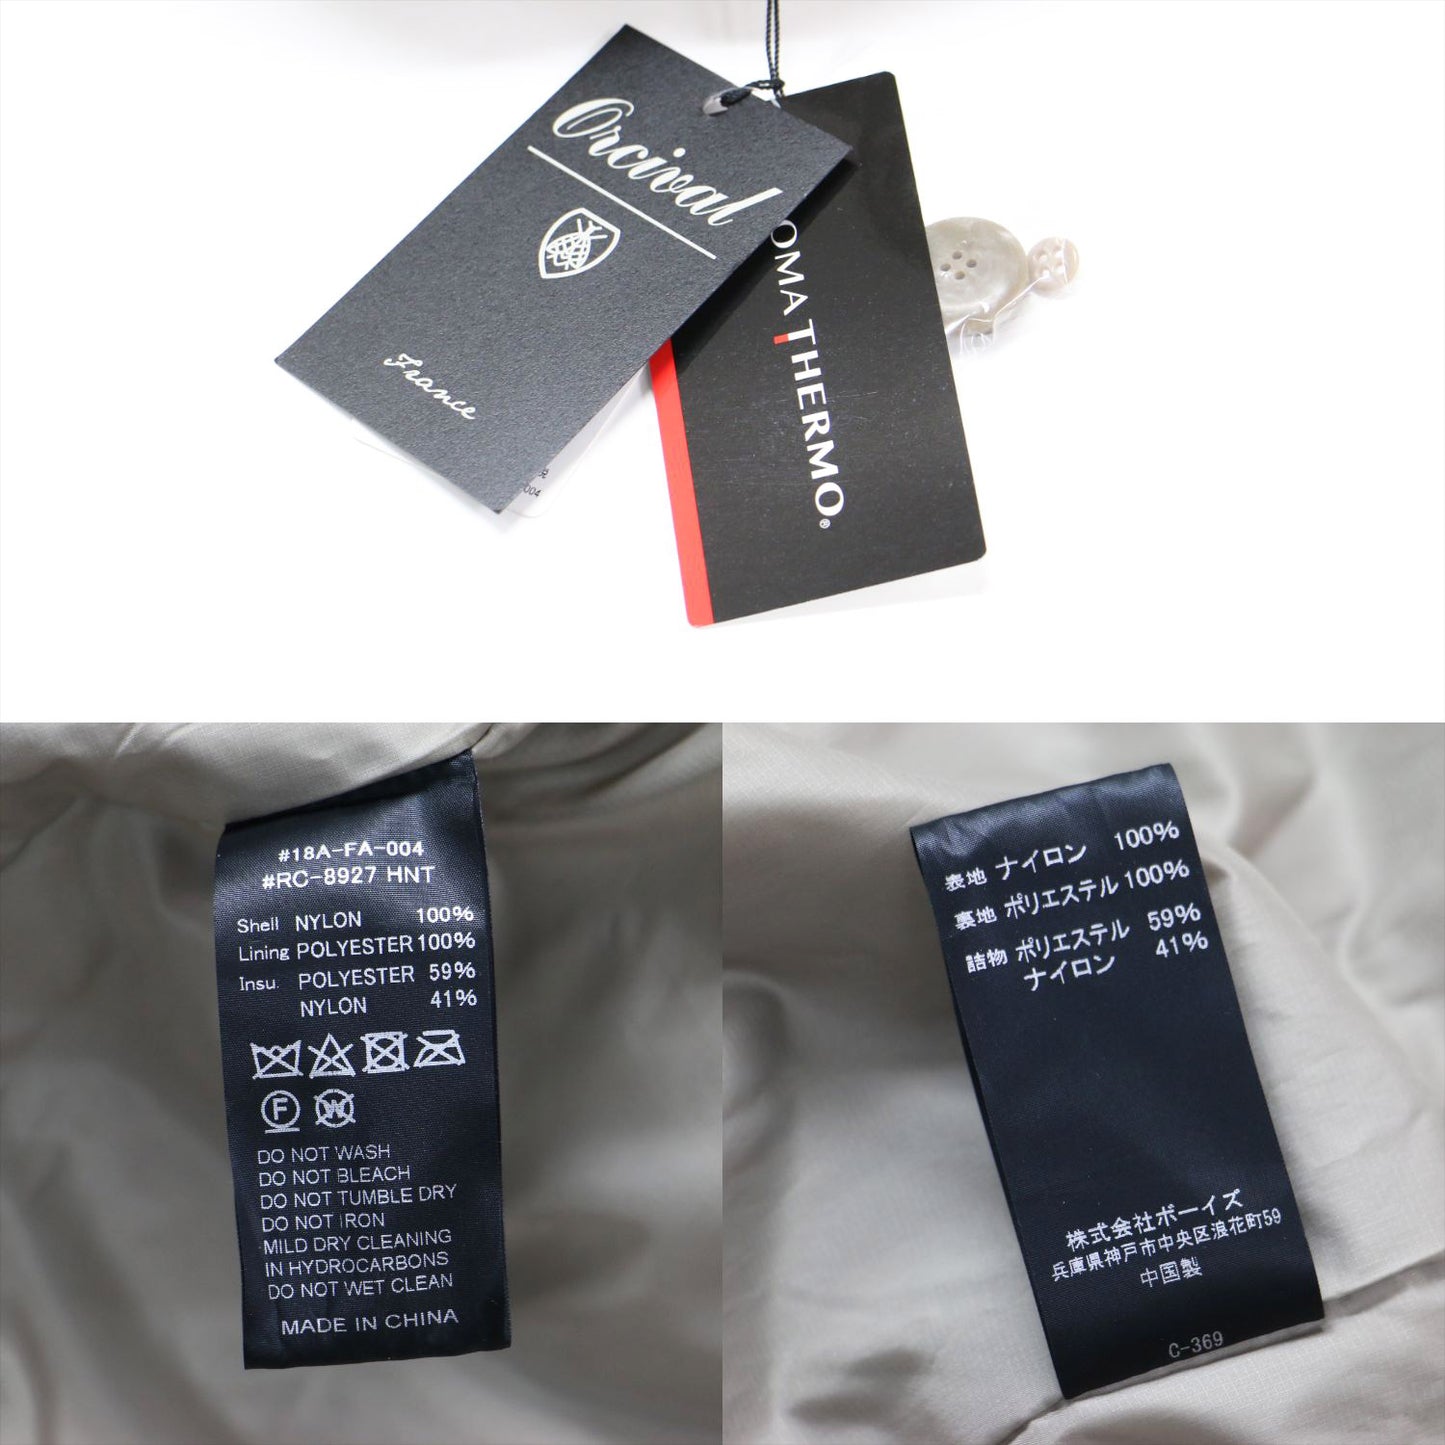 Orcival
France
THERMO®
004
#18A-FA-004
#RC-8927 HNT
Shell NYLON 100%
Lining POLYESTER 100%
Insu. POLYESTER 59%
NYLON 41%
F
W
DO NOT WASH
DO NOT BLEACH
DO NOT TUMBLE DRY
DO NOT IRON
MILD DRY CLEANING
IN HYDROCARBONS
DO NOT WET CLEAN
MADE IN CHINA
表地 ナイロン 100%
裏地 ポリエステル 100%
詰物 ポリエステル 59%
ナイロン 41%
株式会社ボーイズ
兵庫県神戸市中央区浪花町59
中国製
C-369